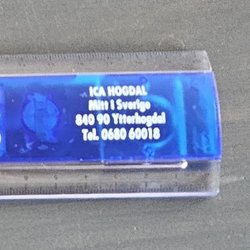 ICA HOGDAL
Mitt I Sverige
840 90 Ytterhogdal
Tel. 0680 60018